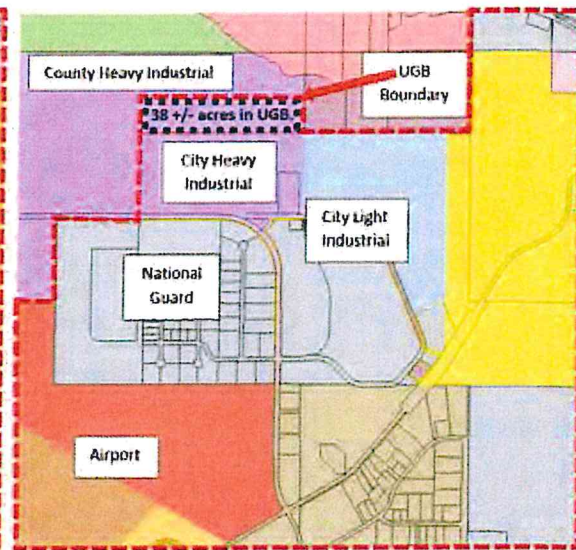 County Heavy Industrial
UGB
Boundary
38 +/- acres in UGB
City Heavy
Industrial
City Light
Industrial
National
Guard
Airport